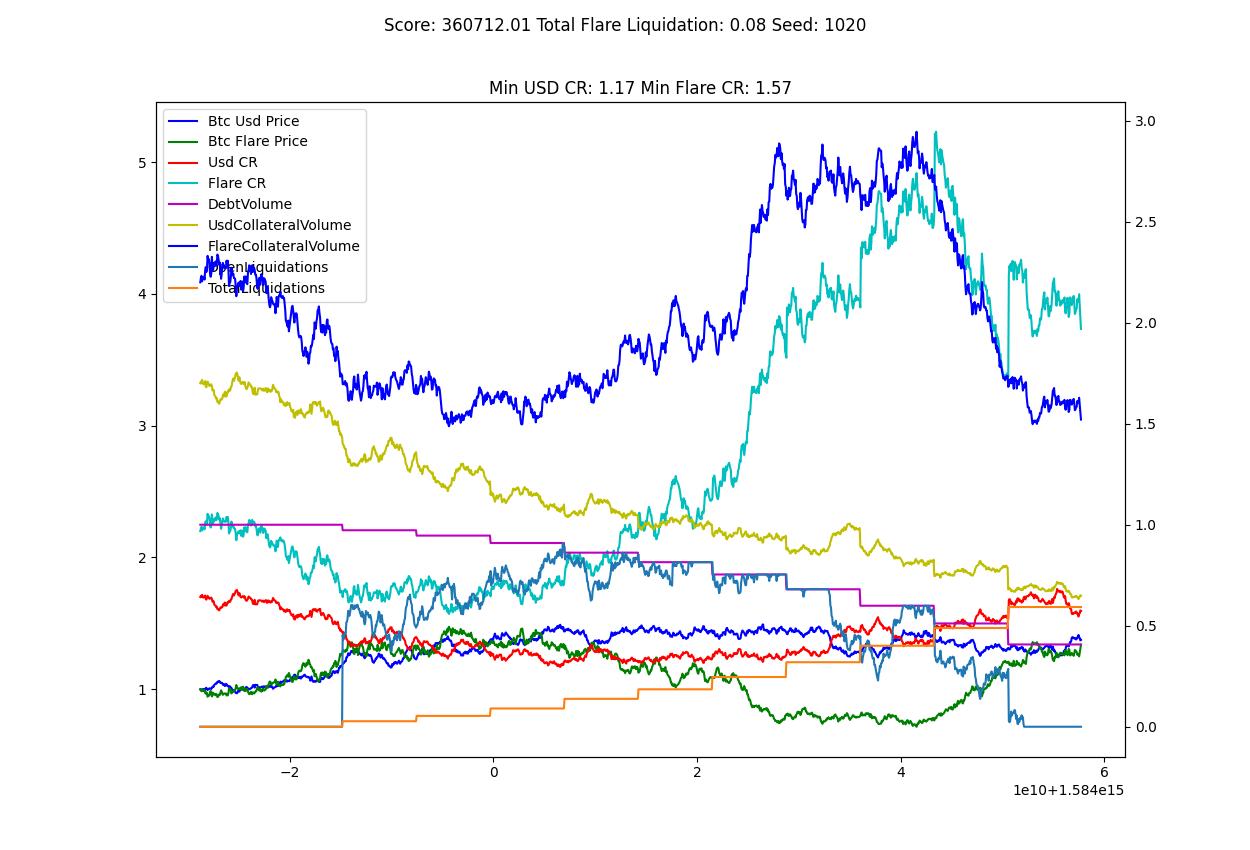 Score: 360712.01 Total Flare Liquidation: 0.08 Seed: 1020
Min USD CR: 1.17 Min Flare CR: 1.57
Btc Usd Price
Btc Flare Price
Usd CR
Flare CR
DebtVolume
UsdCollateralVolume
FlareCollateralVolume
OpenLiquidations
TotalLiquidations
5
4
3
2
1
3.0
2.5
2.0
1.5
1.0
0.5
0.0
−2
0
2
4
6
1e10+1.584e15